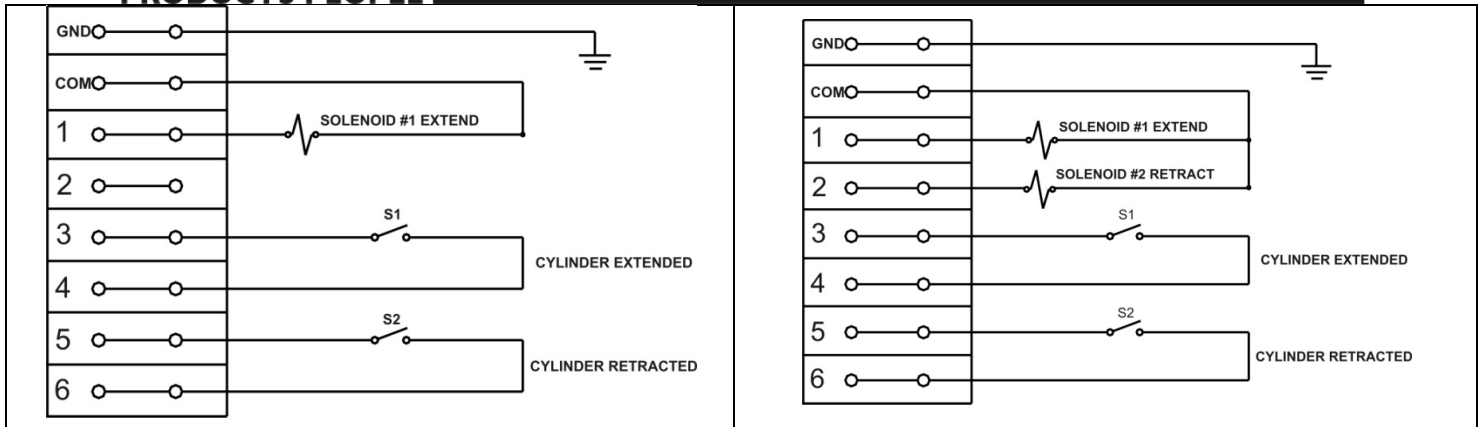 GND
COM
1 SOLENOID #1 EXTEND
2
S1
3
CYLINDER EXTENDED
4
S2
5
CYLINDER RETRACTED
6
GND
COM
1 SOLENOID #1 EXTEND
2 SOLENOID #2 RETRACT
S1
3
CYLINDER EXTENDED
4
S2
5
CYLINDER RETRACTED
6